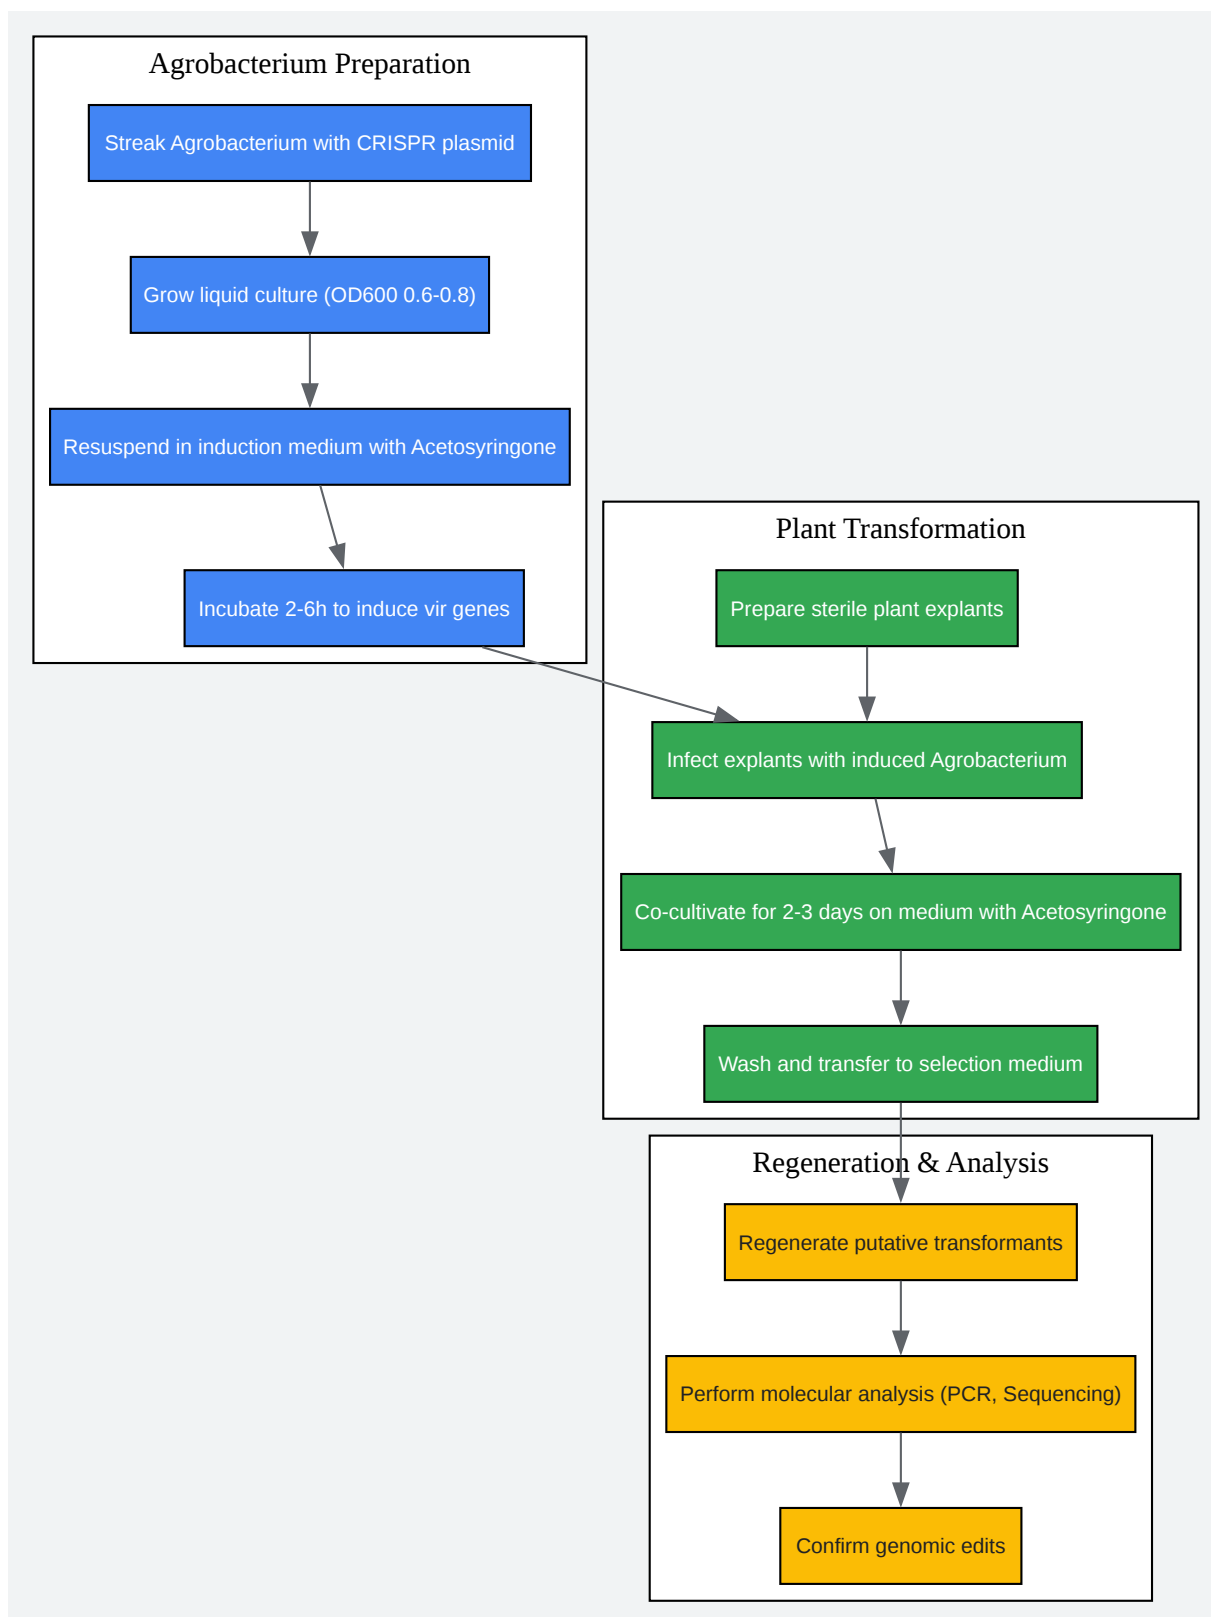 Agrobacterium Preparation
Streak Agrobacterium with CRISPR plasmid
Grow liquid culture (OD600 0.6-0.8)
Resuspend in induction medium with Acetosyringone
Incubate 2-6h to induce vir genes
Plant Transformation
Prepare sterile plant explants
Infect explants with induced Agrobacterium
Co-cultivate for 2-3 days on medium with Acetosyringone
Wash and transfer to selection medium
Regeneration & Analysis
Regenerate putative transformants
Perform molecular analysis (PCR, Sequencing)
Confirm genomic edits